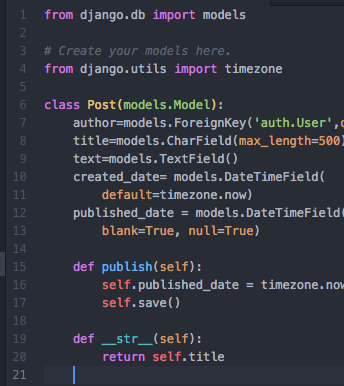 1 from django.db import models
2
3 # Create your models here.
4 from django.utils import timezone
5
6 class Post(models.Model):
7 author=models.ForeignKey('auth.User',
8 title=models.CharField(max_length=500)
9 text=models.TextField()
10 created_date= models.DateTimeField(
11 default=timezone.now)
12 published_date = models.DateTimeField(
13 blank=True, null=True)
14
15 def publish(self):
16 self.published_date = timezone.now
17 self.save()
18
19 def __str__(self):
20 return self.title
21